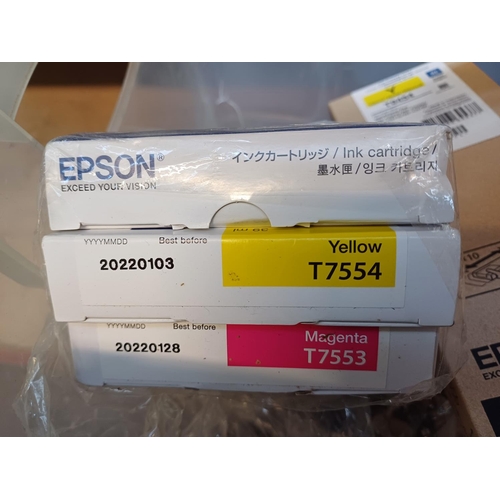 EPSON®
EXCEED YOUR VISION
インクカートリッジ / Ink cartridge/
墨水匣/잉크 카트리지
YYYYMMDD Best before
20220103
Yellow
T7554
YYYYMMDD Best before
20220128
Magenta
T7553
Y